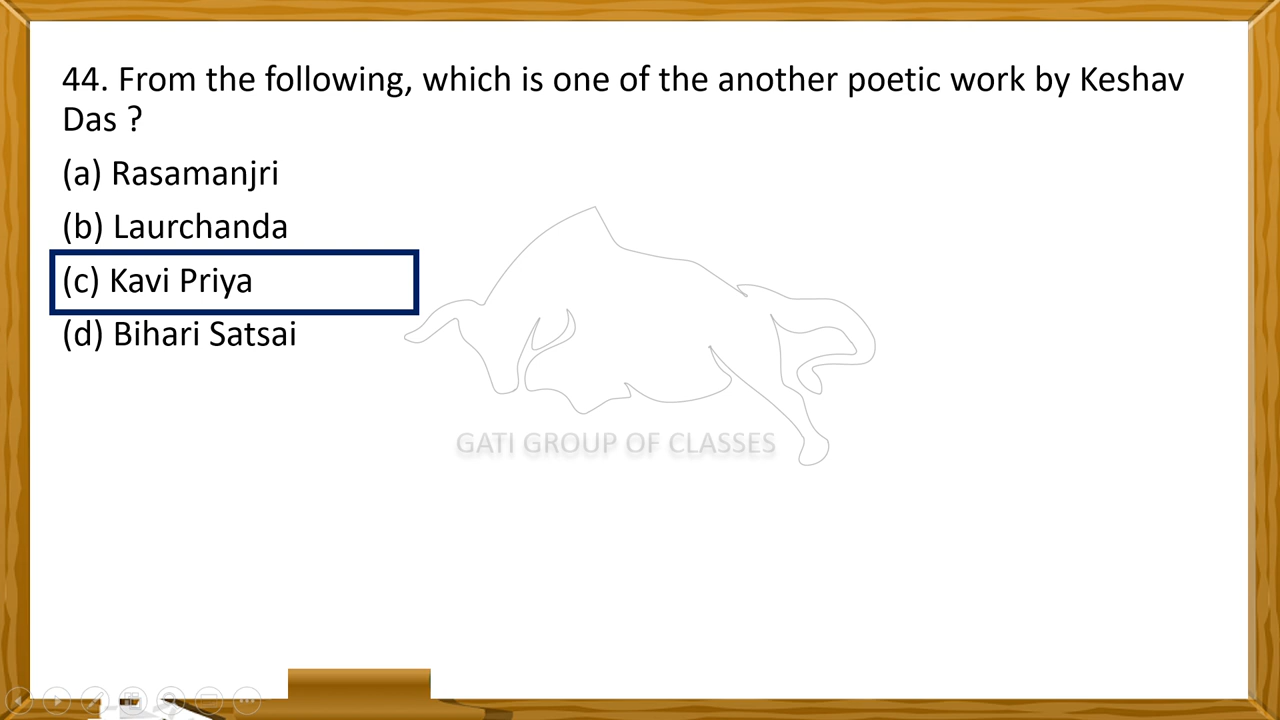 44. From the following, which is one of the another poetic work by Keshav
Das ?
(a) Rasamanjri
(b) Laurchanda
(c) Kavi Priya
(d) Bihari Satsai
GATI GROUP OF CLASSES